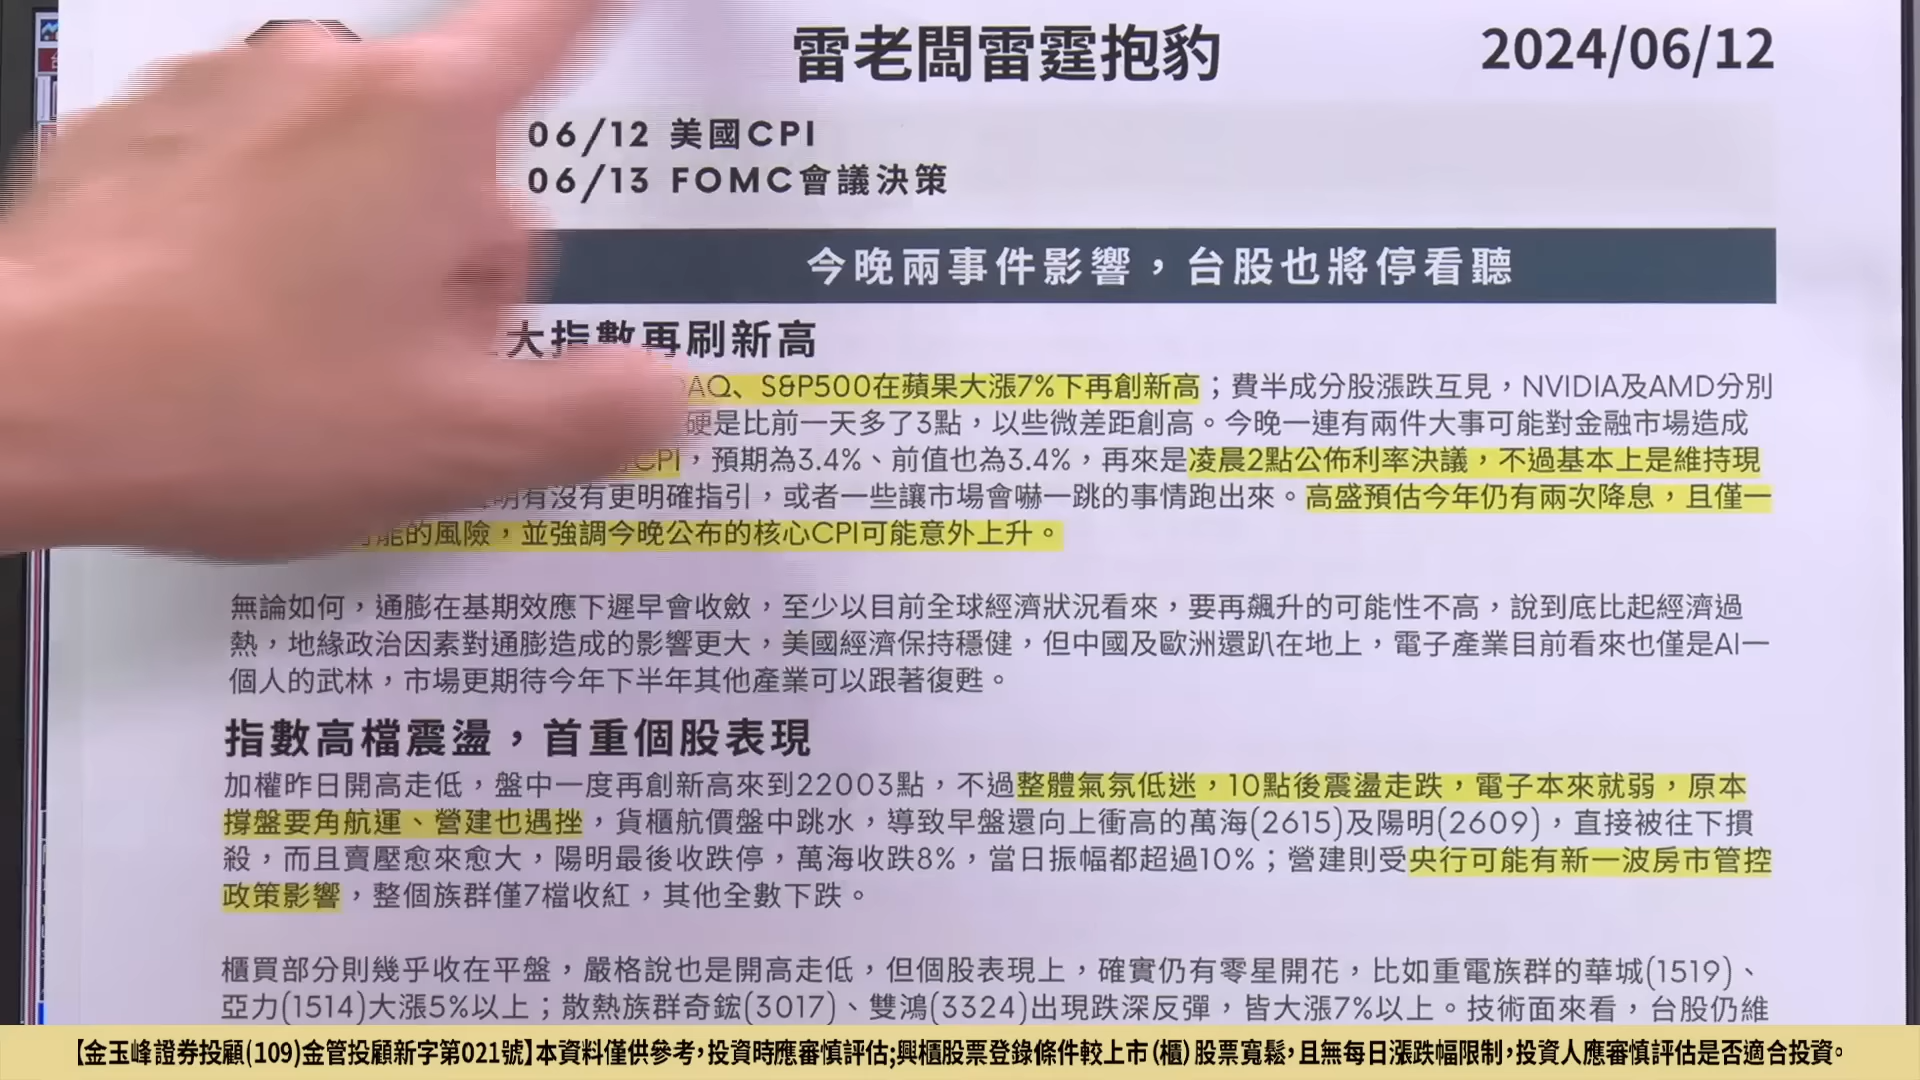 雷老闆雷霆抱豹
2024/06/12
06/12 美國CPI
06/13 FOMC會議決策
今晚兩事件影響，台股也將停看聽
大指數再刷新高
AQ、S&P500在蘋果大漲7%下再創新高；費半成分股漲跌互見，NVIDIA及AMD分別
硬是比前一天多了3點，以些微差距創高。今晚一連有兩件大事可能對金融市場造成
CPI，預期為3.4%、前值也為3.4%，再來是凌晨2點公佈利率決議，不過基本上是維持現
明有沒有更明確指引，或者一些讓市場會嚇一跳的事情跑出來。高盛預估今年仍有兩次降息，且僅一
能的風險，並強調今晚公布的核心CPI可能意外上升。
無論如何，通膨在基期效應下遲早會收斂，至少以目前全球經濟狀況看來，要再飆升的可能性不高，說到底比起經濟過
熱，地緣政治因素對通膨造成的影響更大，美國經濟保持穩健，但中國及歐洲還趴在地上，電子產業目前看來也僅是AI一
個人的武林，市場更期待今年下半年其他產業可以跟著復甦。
指數高檔震盪，首重個股表現
加權昨日開高走低，盤中一度再創新高來到22003點，不過整體氣氛低迷，10點後震盪走跌，電子本來就弱，原本
撐盤要角航運、營建也遇挫，貨櫃航價盤中跳水，導致早盤還向上衝高的萬海(2615)及陽明(2609)，直接被往下摜
殺，而且賣壓愈來愈大，陽明最後收跌停，萬海收跌8%，當日振幅都超過10%；營建則受央行可能有新一波房市管控
政策影響，整個族群僅7檔收紅，其他全數下跌。
櫃買部分則幾乎收在平盤，嚴格說也是開高走低，但個股表現上，確實仍有零星開花，比如重電族群的華城(1519)、
亞力(1514)大漲5%以上；散熱族群奇鋐(3017)、雙鴻(3324)出現跌深反彈，皆大漲7%以上。技術面來看，台股仍維
【金玉峰證券投顧(109)金管投顧新字第021號】本資料僅供參考，投資時應審慎評估;興櫃股票登錄條件較上市(櫃)股票寬鬆，且無每日漲跌幅限制，投資人應審慎評估是否適合投資。